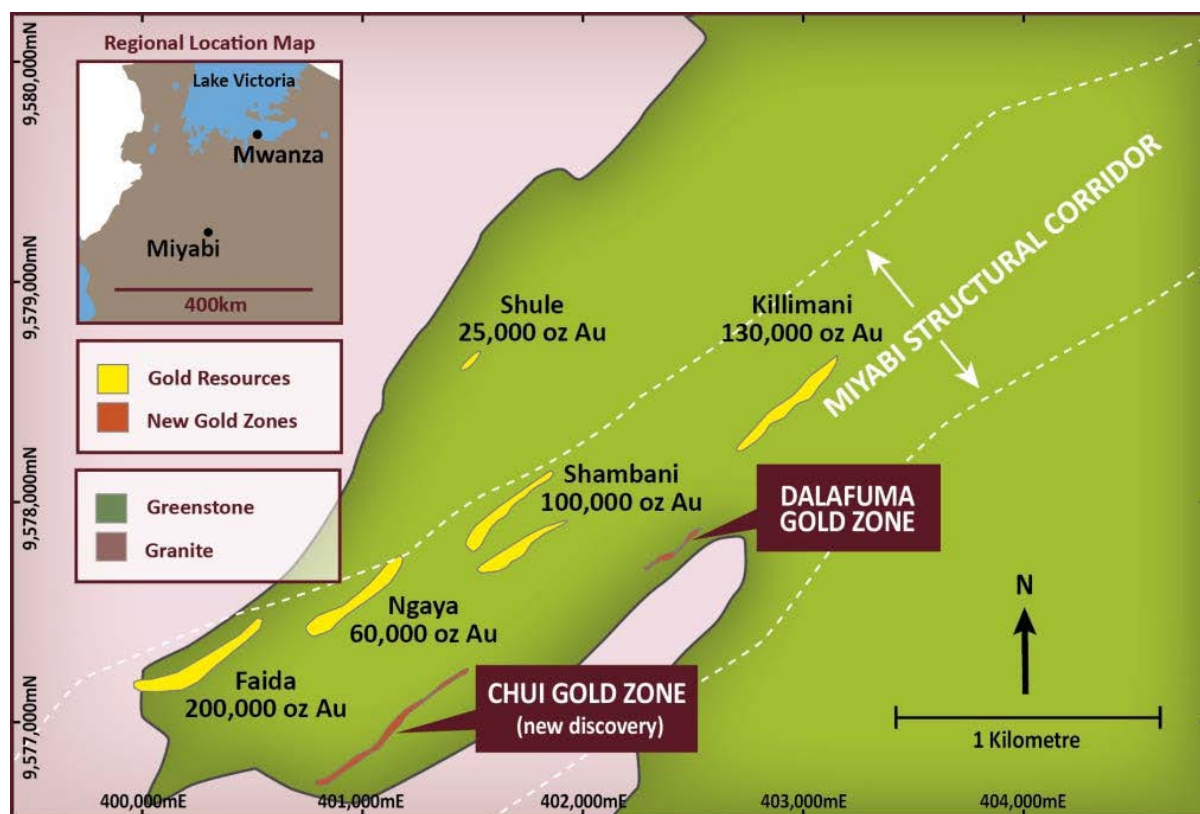 Regional Location Map
Lake Victoria
Mwanza
Miyabi
400km
Gold Resources
New Gold Zones
Greenstone
Granite
Shule
25,000 oz Au
Killimani
130,000 oz Au
MIYABI STRUCTURAL CORRIDOR
Shambani
100,000 oz Au
DALAFUMA
GOLD ZONE
Ngaya
60,000 oz Au
Faida
200,000 oz Au
CHUI GOLD ZONE
(new discovery)
N
1 Kilometre
9,580,000mN
9,579,000mN
9,578,000mN
9,577,000mN
400,000mE
401,000mE
402,000mE
403,000mE
404,000mE